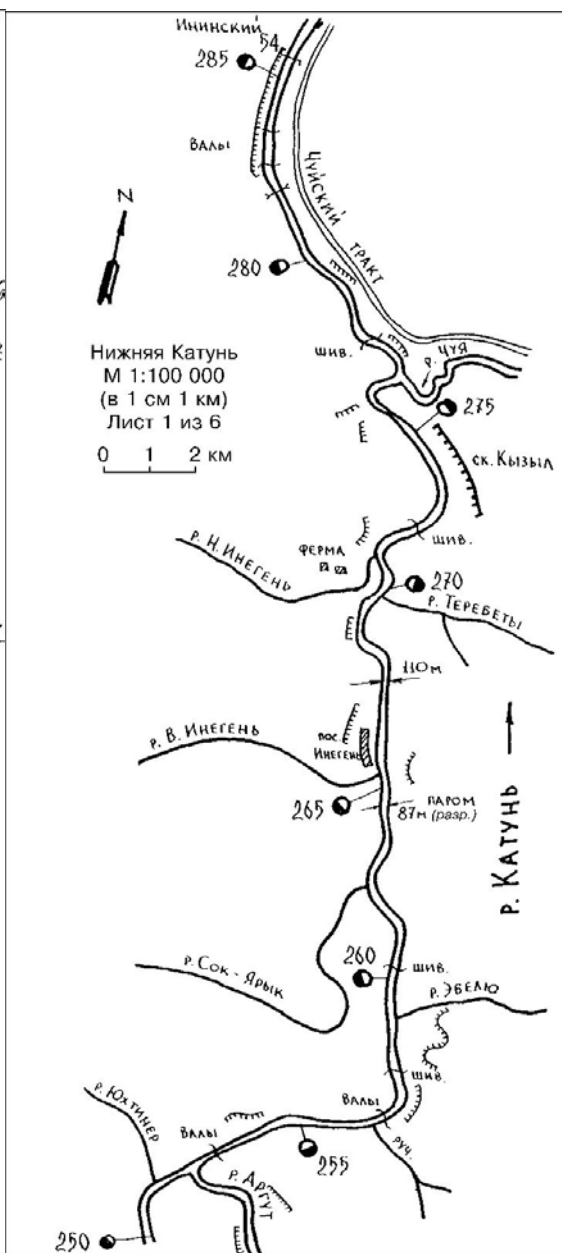 Ининский
54
285
ВАЛЫ
ЧУЙСКИЙ ТРАКТ
N
280
Нижняя Катунь
М 1:100 000
(в 1 см 1 км)
Лист 1 из 6
0 1 2 км
шив.
р. ЧУЯ
275
ск. Кызыл
шив.
ФЕРМА
р. Н. Инегень
270
р. Теребеты
110м
р. В. Инегень
пос. Инегень
265
ПАРОМ
87м (разр.)
р. Катунь
260
шив.
р. Сок-Ярык
р. Эбелю
шив.
ВАЛЫ
р. Юхтинер
ВАЛЫ
255
руч.
р. Аргут
250